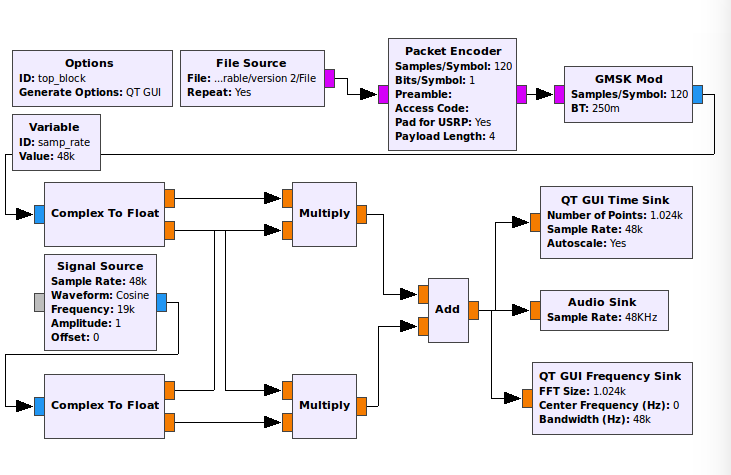 Options
ID: top_block
Generate Options: QT GUI
File Source
File: ...rable/version 2/File
Repeat: Yes
Packet Encoder
Samples/Symbol: 120
Bits/Symbol: 1
Preamble:
Access Code:
Pad for USRP: Yes
Payload Length: 4
GMSK Mod
Samples/Symbol: 120
BT: 250m
Variable
ID: samp_rate
Value: 48k
Complex To Float
Multiply
QT GUI Time Sink
Number of Points: 1.024k
Sample Rate: 48k
Autoscale: Yes
Signal Source
Sample Rate: 48k
Waveform: Cosine
Frequency: 19k
Amplitude: 1
Offset: 0
Add
Audio Sink
Sample Rate: 48KHz
Complex To Float
Multiply
QT GUI Frequency Sink
FFT Size: 1.024k
Center Frequency (Hz): 0
Bandwidth (Hz): 48k